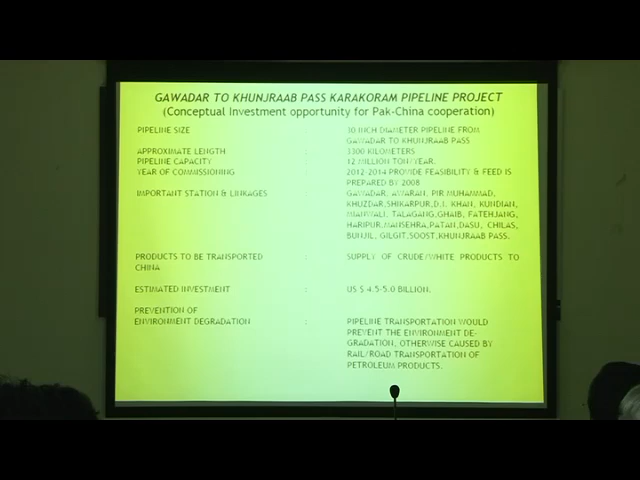 GAWADAR TO KHUNJRAAB PASS KARAKORAM PIPELINE PROJECT
(Conceptual Investment opportunity for Pak-China cooperation)
PIPELINE SIZE : 30 INCH DIAMETER PIPELINE FROM
GAWADAR TO KHUNJRAAB PASS
APPROXIMATE LENGTH : 3300 KILOMETERS
PIPELINE CAPACITY : 12 MILLION TON/YEAR.
YEAR OF COMMISSIONING : 2012-2014 PROVIDE FEASIBILITY & FEED IS
PREPARED BY 2008
IMPORTANT STATION & LINKAGES : GAWADAR, AWARAN, PIR MUHAMMAD,
KHUZDAR,SHIKARPUR,D.I. KHAN, KUNDIAN,
MIANWALI, TALAGANG,GHAIB, FATEHJANG,
HARIPUR,MANSEHRA,PATAN,DASU, CHILAS,
BUNJIL, GILGIT,SOOST,KHUNJRAAB PASS.
PRODUCTS TO BE TRANSPORTED : SUPPLY OF CRUDE/WHITE PRODUCTS TO
CHINA
ESTIMATED INVESTMENT : US $ 4.5-5.0 BILLION.
PREVENTION OF
ENVIRONMENT DEGRADATION : PIPELINE TRANSPORTATION WOULD
PREVENT THE ENVIRONMENT DE-
GRADATION, OTHERWISE CAUSED BY
RAIL/ROAD TRANSPORTATION OF
PETROLEUM PRODUCTS.